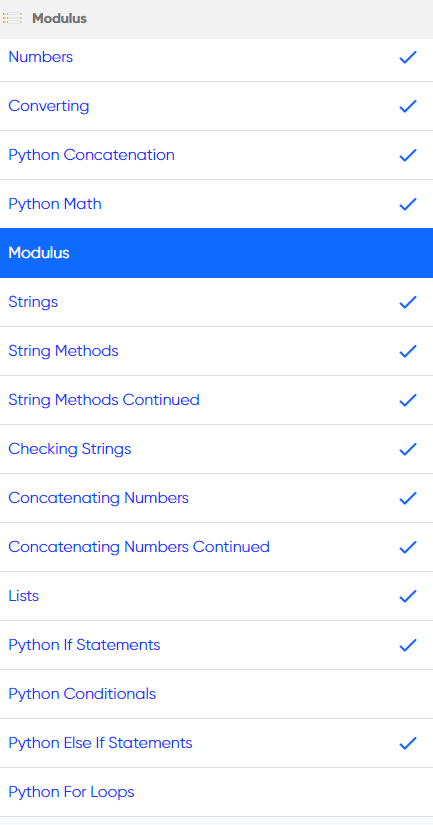 Modulus
Numbers
Converting
Python Concatenation
Python Math
Modulus
Strings
String Methods
String Methods Continued
Checking Strings
Concatenating Numbers
Concatenating Numbers Continued
Lists
Python If Statements
Python Conditionals
Python Else If Statements
Python For Loops